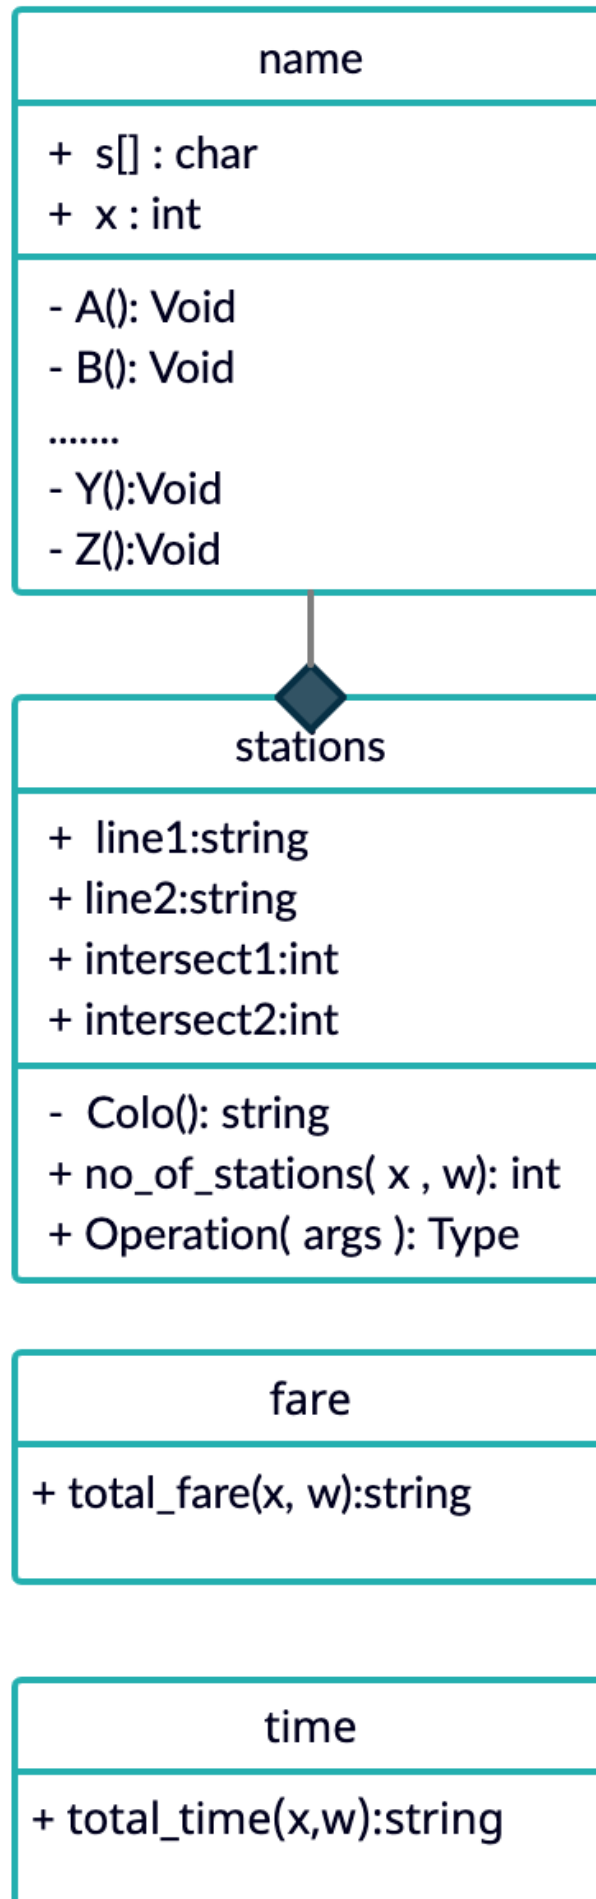 name
+ s[] : char
+ x : int
- A(): Void
- B(): Void
.......
- Y():Void
- Z():Void
stations
+ line1:string
+ line2:string
+ intersect1:int
+ intersect2:int
- Colo(): string
+ no_of_stations( x , w): int
+ Operation( args ): Type
fare
+ total_fare(x, w):string
time
+ total_time(x,w):string